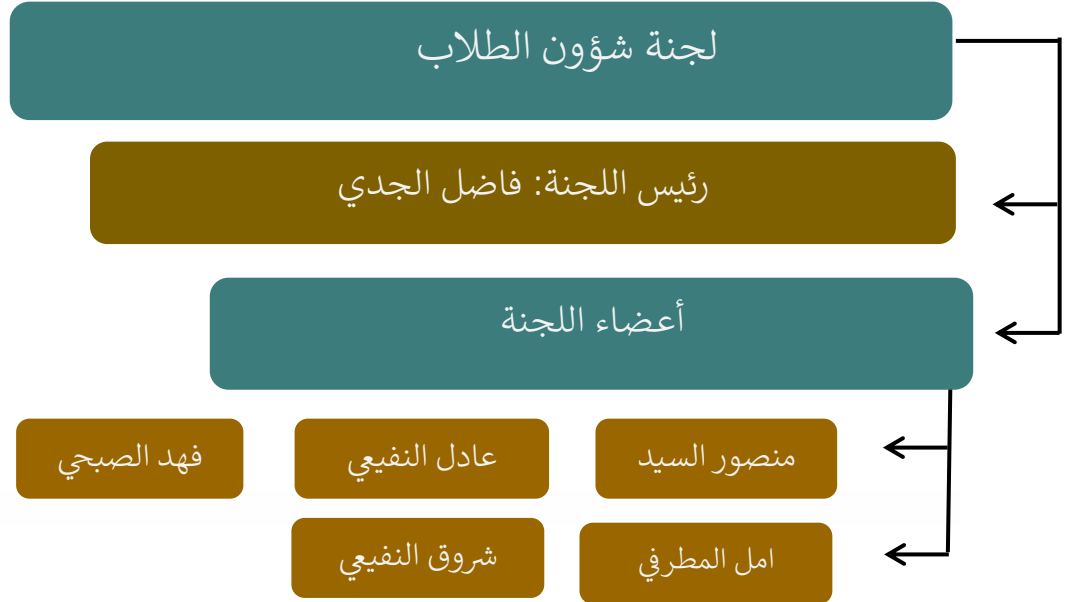 لجنة شؤون الطلاب
رئيس اللجنة: فاضل الجدي
أعضاء اللجنة
منصور السيد
عادل النفيعي
فهد الصبحي
امل المطرفي
شروق النفيعي